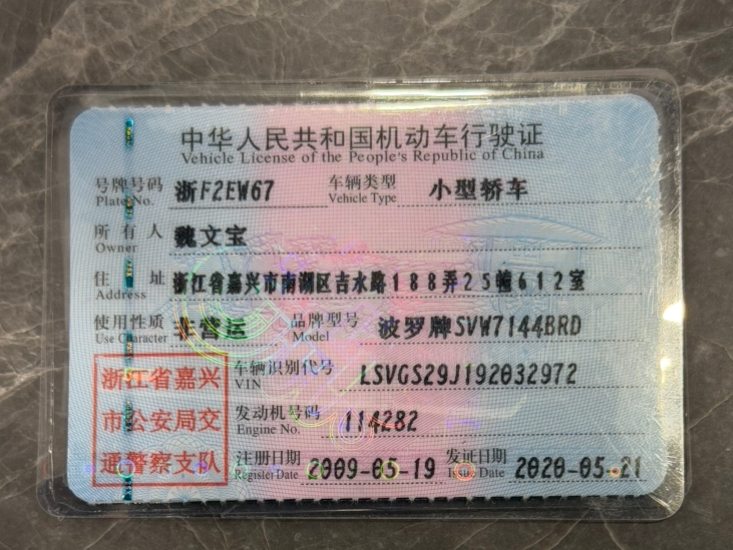 中华人民共和国机动车行驶证
Vehicle License of the People's Republic of China
号牌号码 浙F2EW67 车辆类型 小型轿车
Plate No. Vehicle Type
所有人 魏文宝
Owner
住址 浙江省嘉兴市南湖区吉水路188弄25幢612室
Address
使用性质 非营运 品牌型号 波罗牌SVW7144BRD
Use Character Model
浙江省嘉兴 车辆识别代号 LSVGS29J192032972
VIN
市公安局交 发动机号码 114282
Engine No.
通警察支队 注册日期 2009-05-19 发证日期 2020-05-21
Register Date Issue Date